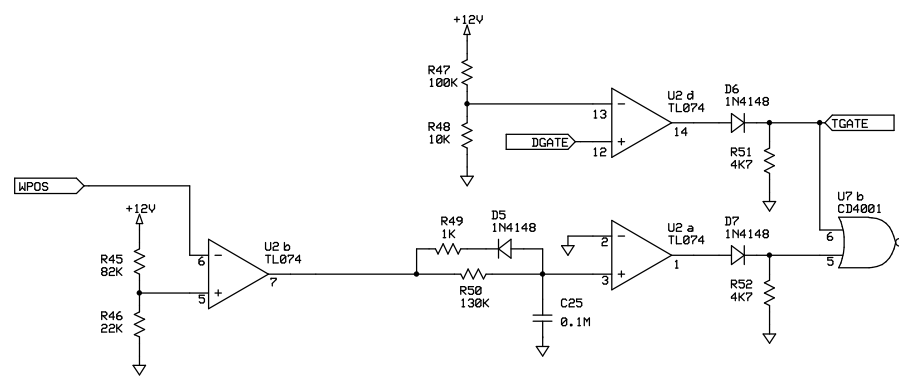 +12V
R47
100K
R48
10K
13
-
12
+
DGATE
U2 d
TL074
14
D6
1N4148
R51
4K7
TGATE
U7 b
CD4001
6
5
WPOS
+12V
R45
82K
R46
22K
6
-
5
+
U2 b
TL074
7
R49
1K
D5
1N4148
R50
130K
C25
0.1M
2
-
3
+
U2 a
TL074
1
D7
1N4148
R52
4K7